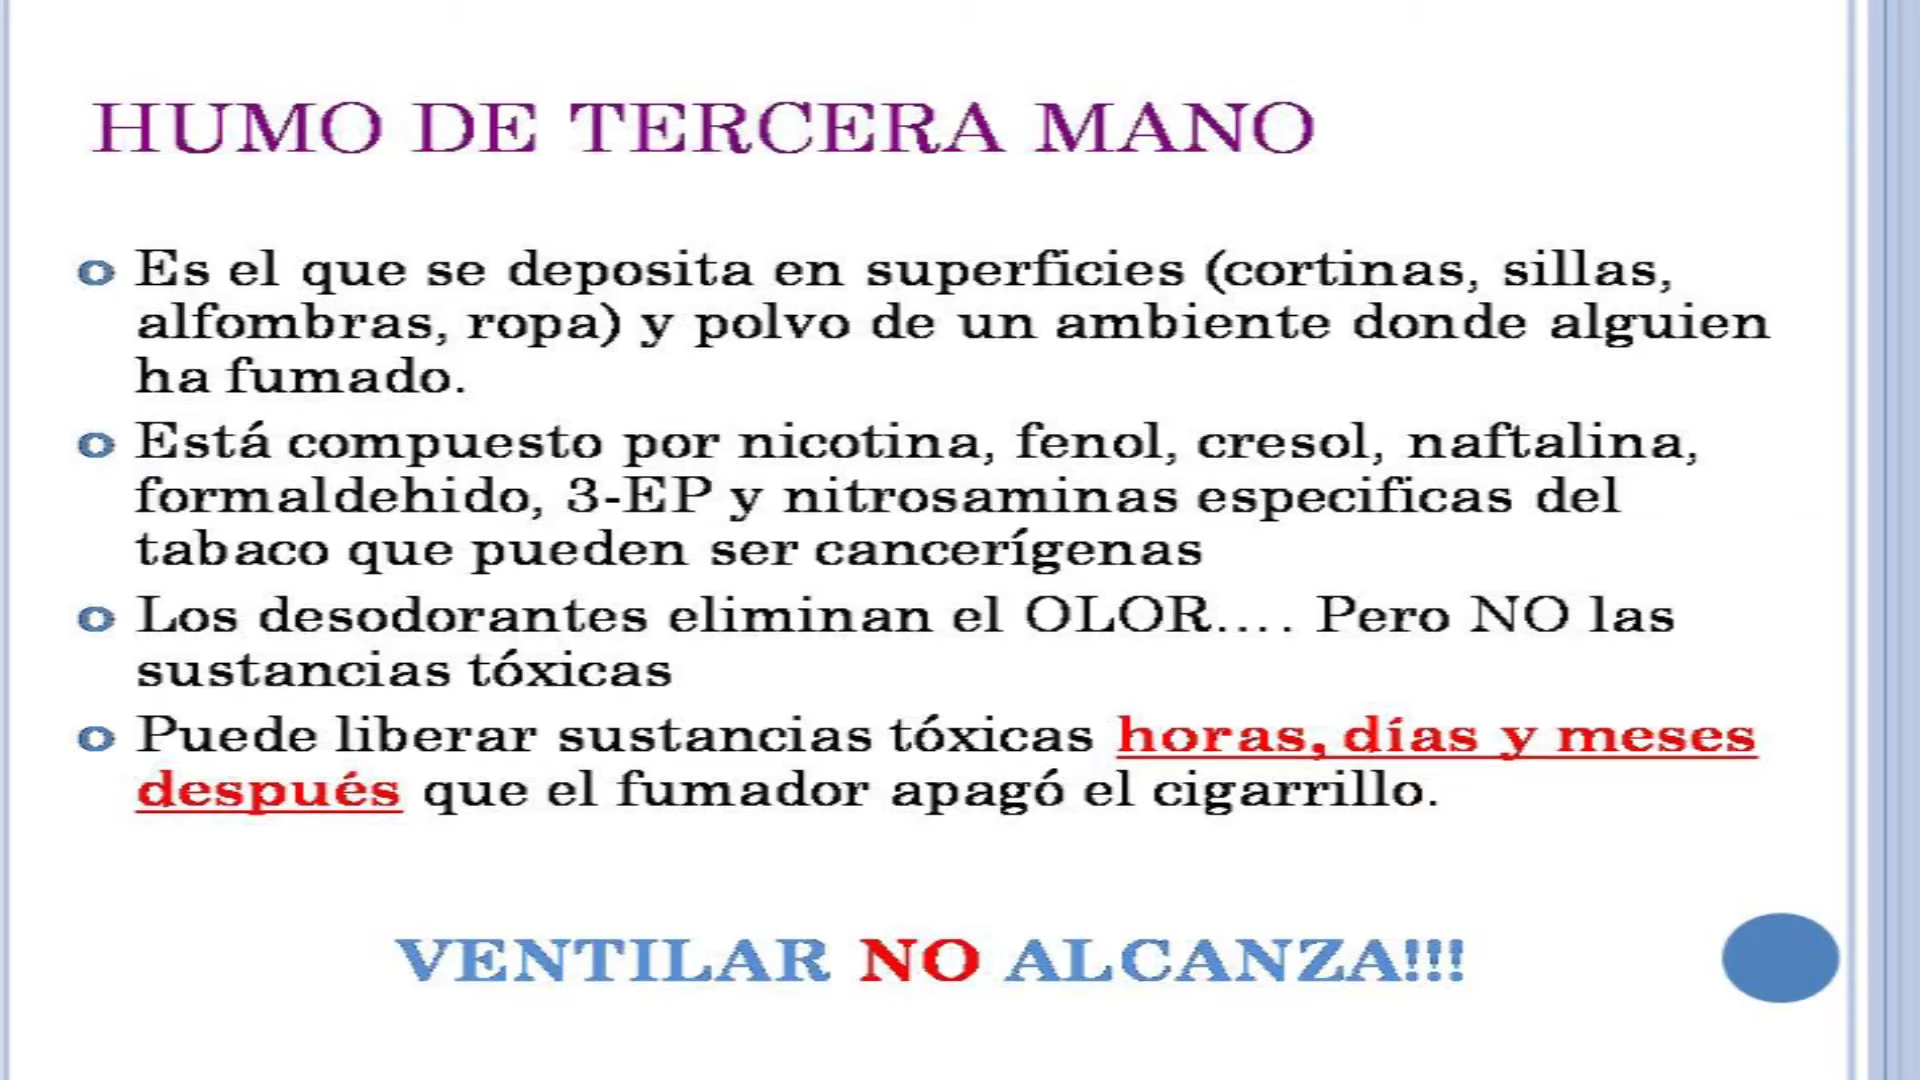 HUMO DE TERCERA MANO
Es el que se deposita en superficies (cortinas, sillas,
alfombras, ropa) y polvo de un ambiente donde alguien
ha fumado.
Está compuesto por nicotina, fenol, cresol, naftalina,
formaldehido, 3-EP y nitrosaminas especificas del
tabaco que pueden ser cancerígenas
Los desodorantes eliminan el OLOR.... Pero NO las
sustancias tóxicas
Puede liberar sustancias tóxicas horas, días y meses
después que el fumador apagó el cigarrillo.
VENTILAR NO ALCANZA!!!